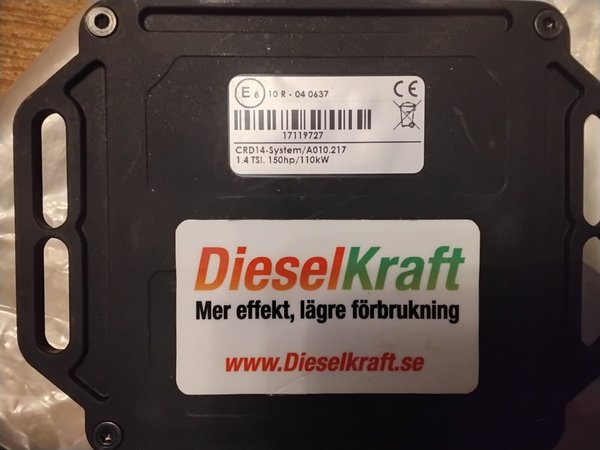 E6 10 R - 04 0637
CE
17119727
CRD14-System/A010.217
1.4 TSI. 150hp/110kW
DieselKraft
Mer effekt, lägre förbrukning
www.Dieselkraft.se